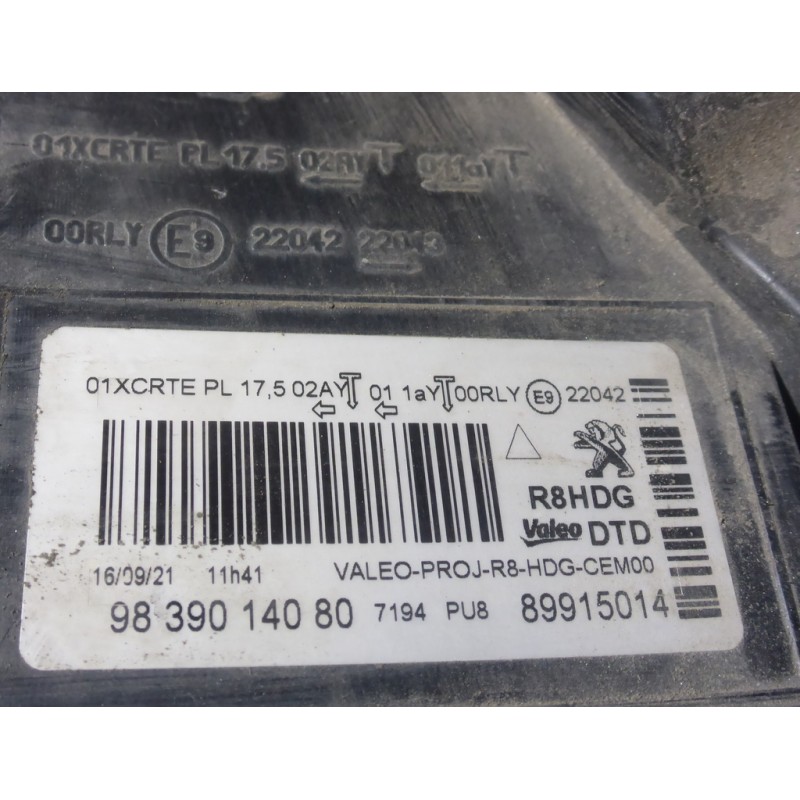 01XCRTE PL 17.5 02AY 011aY
00RLY E9 22042 22043
01XCRTE PL 17,5 02AY 01 1aY 00RLY E9 22042
R8HDG
Valeo DTD
16/09/21 11h41 VALEO-PROJ-R8-HDG-CEM00
98 390 140 80 7194 PU8 89915014